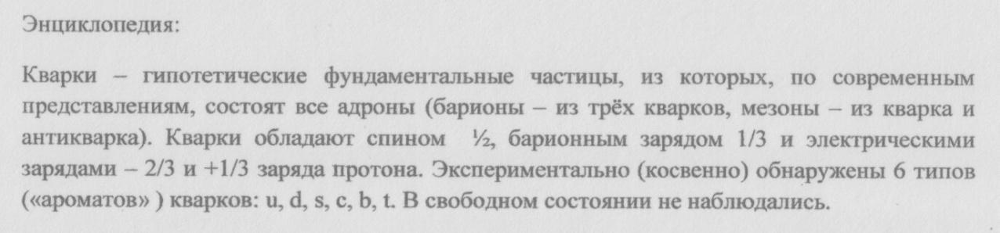 Энциклопедия:
Кварки – гипотетические фундаментальные частицы, из которых, по современным
представлениям, состоят все адроны (барионы – из трёх кварков, мезоны – из кварка и
антикварка). Кварки обладают спином ½, барионным зарядом 1/3 и электрическими
зарядами – 2/3 и +1/3 заряда протона. Экспериментально (косвенно) обнаружены 6 типов
(«ароматов» ) кварков: u, d, s, c, b, t. В свободном состоянии не наблюдались.